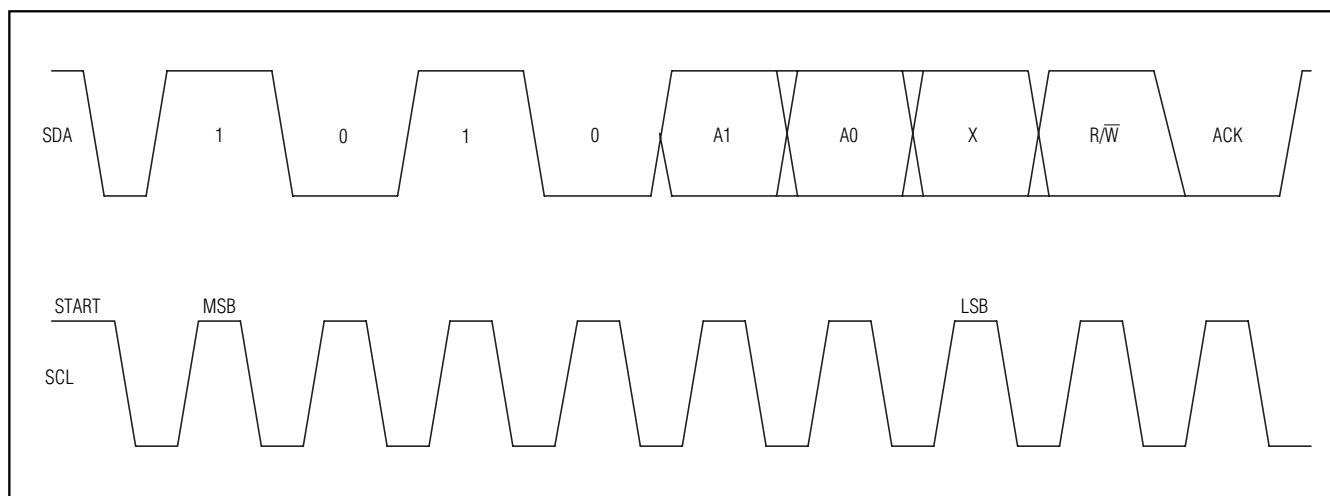 SDA 1 0 1 0 A1 A0 X R/W̅ ACK
START MSB LSB
SCL